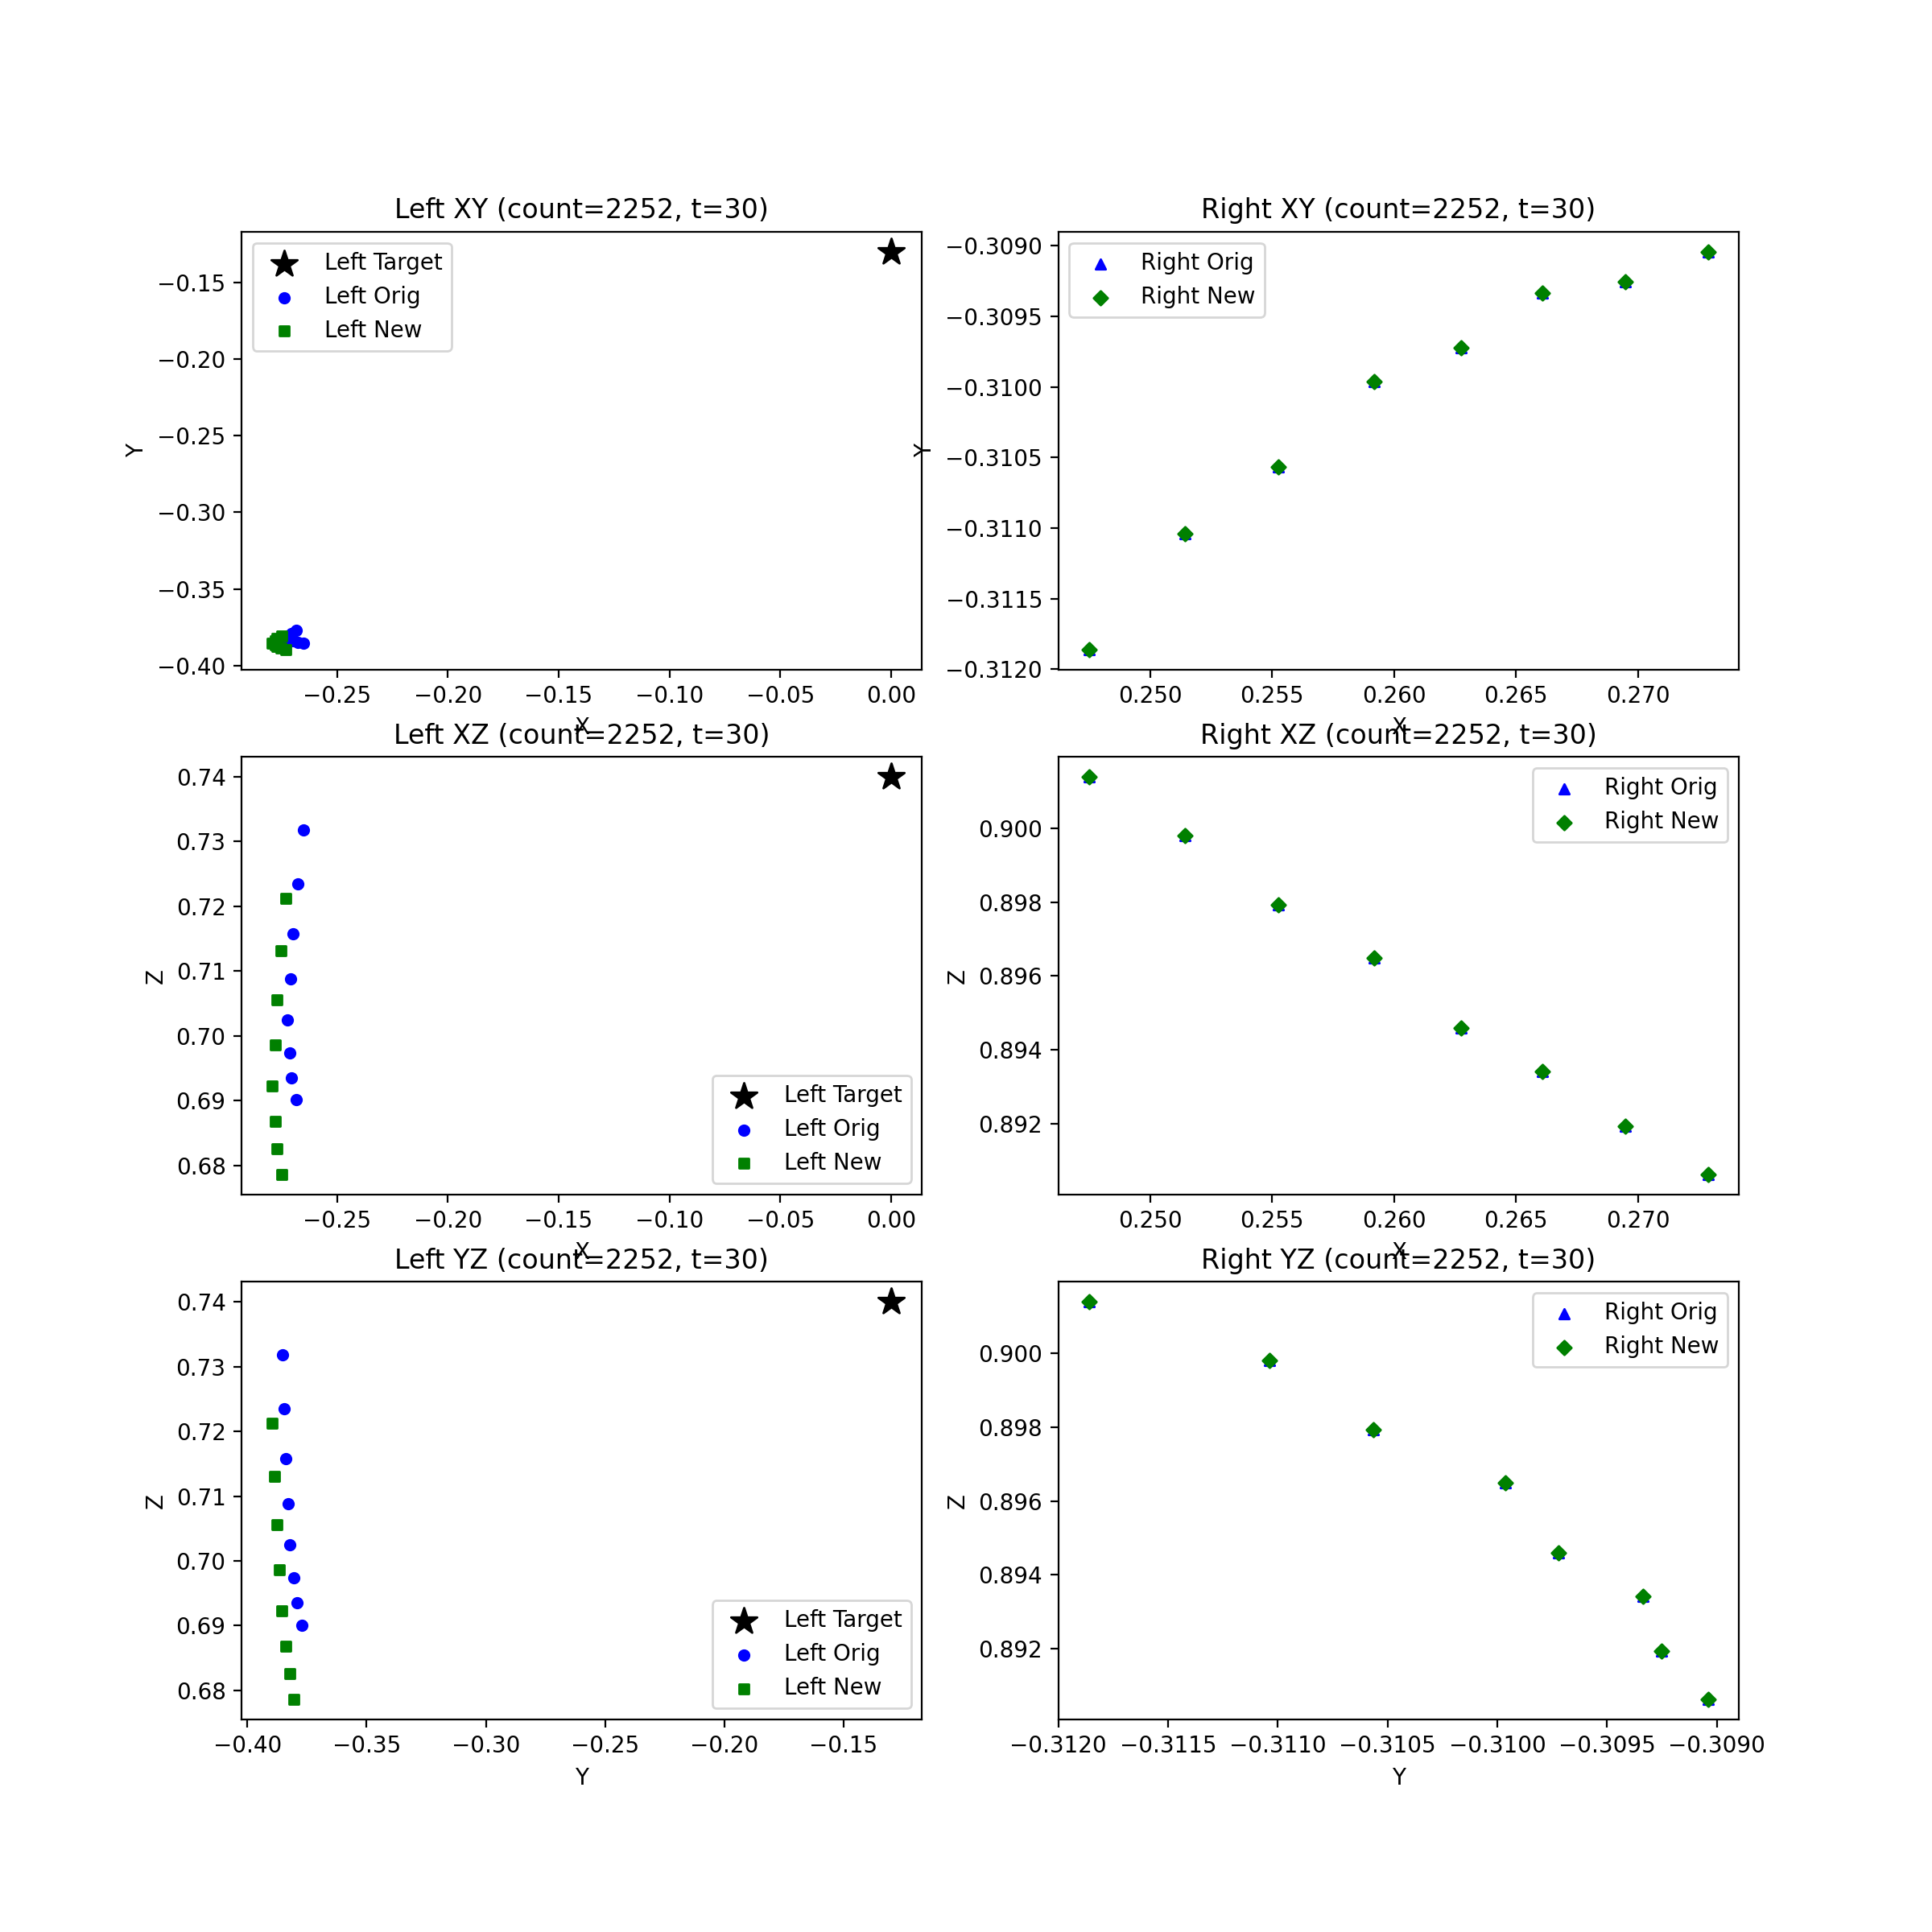 Left XY (count=2252, t=30)
Left Target
Left Orig
Left New
−0.15
−0.20
−0.25
−0.30
−0.35
−0.40
Y
−0.25 −0.20 −0.15 −0.10 −0.05 0.00
X
Right XY (count=2252, t=30)
Right Orig
Right New
−0.3090
−0.3095
−0.3100
−0.3105
−0.3110
−0.3115
−0.3120
Y
0.250 0.255 0.260 0.265 0.270
X
Left XZ (count=2252, t=30)
0.74
0.73
0.72
0.71
0.70
0.69
0.68
Z
Left Target
Left Orig
Left New
−0.25 −0.20 −0.15 −0.10 −0.05 0.00
X
Right XZ (count=2252, t=30)
Right Orig
Right New
0.900
0.898
0.896
0.894
0.892
Z
0.250 0.255 0.260 0.265 0.270
X
Left YZ (count=2252, t=30)
0.74
0.73
0.72
0.71
0.70
0.69
0.68
Z
Left Target
Left Orig
Left New
−0.40 −0.35 −0.30 −0.25 −0.20 −0.15
Y
Right YZ (count=2252, t=30)
Right Orig
Right New
0.900
0.898
0.896
0.894
0.892
Z
−0.3120 −0.3115 −0.3110 −0.3105 −0.3100 −0.3095 −0.3090
Y